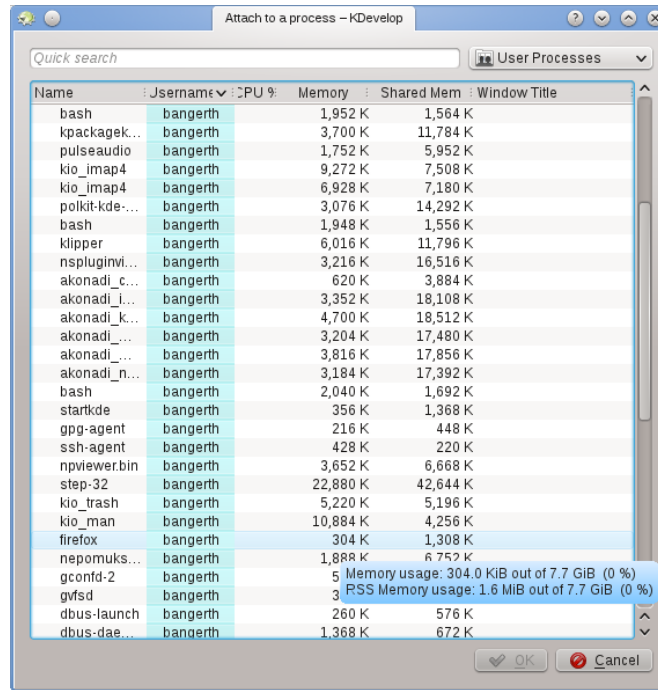 Attach to a process – KDevelop
Quick search
User Processes
Name Username CPU % Memory Shared Mem Window Title
bash bangerth 1,952 K 1,564 K
kpackagek... bangerth 3,700 K 11,784 K
pulseaudio bangerth 1,752 K 5,952 K
kio_imap4 bangerth 9,272 K 7,508 K
kio_imap4 bangerth 6,928 K 7,180 K
polkit-kde-... bangerth 3,076 K 14,292 K
bash bangerth 1,948 K 1,556 K
klipper bangerth 6,016 K 11,796 K
nspluginvi... bangerth 3,216 K 16,516 K
akonadi_c... bangerth 620 K 3,884 K
akonadi_i... bangerth 3,352 K 18,108 K
akonadi_k... bangerth 4,700 K 18,512 K
akonadi_... bangerth 3,204 K 17,480 K
akonadi_... bangerth 3,816 K 17,856 K
akonadi_n... bangerth 3,184 K 17,392 K
bash bangerth 2,040 K 1,692 K
startkde bangerth 356 K 1,368 K
gpg-agent bangerth 216 K 448 K
ssh-agent bangerth 428 K 220 K
npviewer.bin bangerth 3,652 K 6,668 K
step-32 bangerth 22,880 K 42,644 K
kio_trash bangerth 5,220 K 5,196 K
kio_man bangerth 10,884 K 4,256 K
firefox bangerth 304 K 1,308 K
nepomuks... bangerth 1,888 K 6,752 K
gconfd-2 bangerth 5
Memory usage: 304.0 KiB out of 7.7 GiB (0 %)
gvfsd bangerth 3
RSS Memory usage: 1.6 MiB out of 7.7 GiB (0 %)
dbus-launch bangerth 260 K 576 K
dbus-dae... bangerth 1,368 K 672 K
OK Cancel